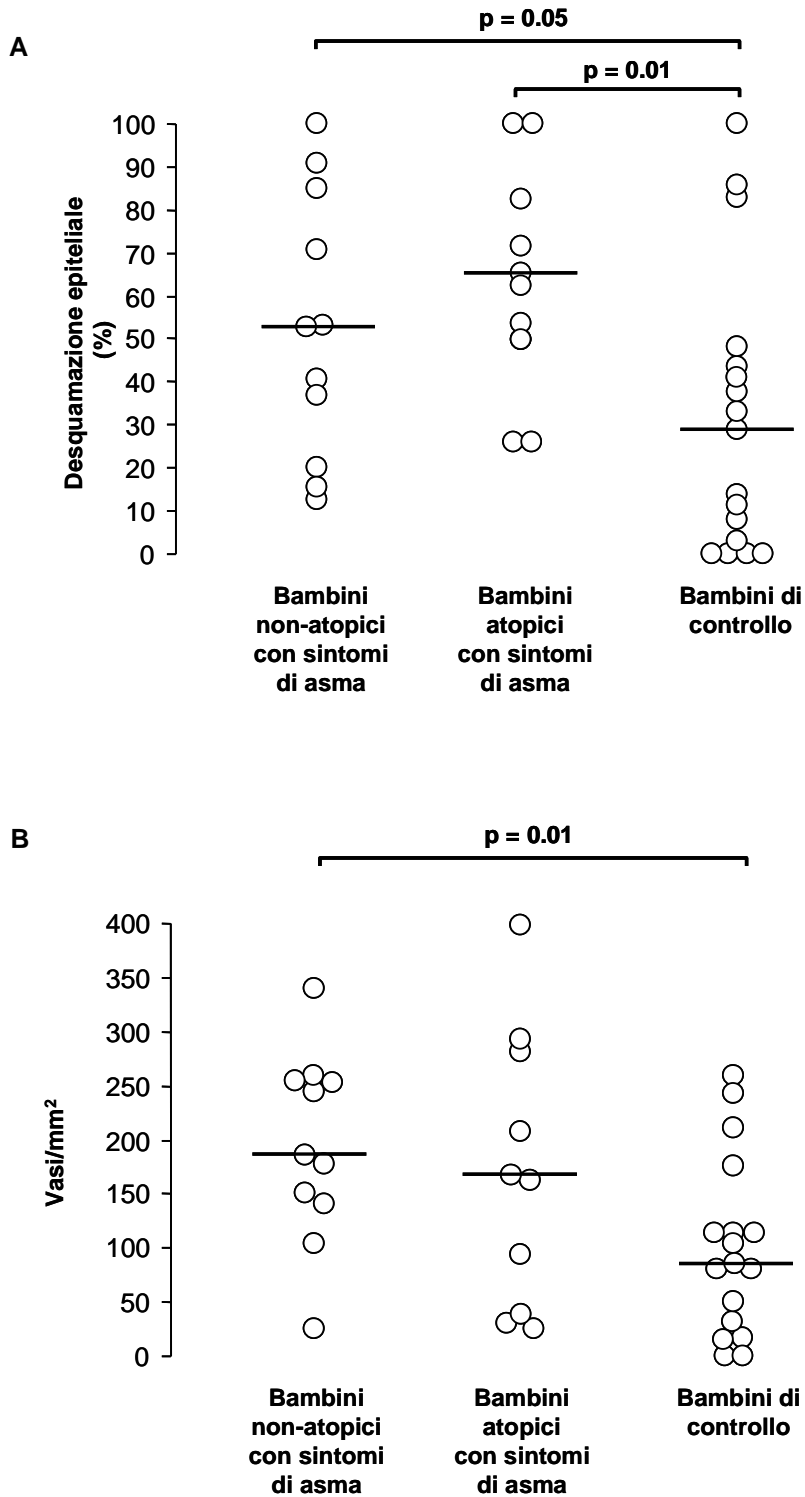 A
p = 0.05
p = 0.01
Desquamazione epiteliale
(%)
100
90
80
70
60
50
40
30
20
10
0
Bambini
non-atopici
con sintomi
di asma
Bambini
atopici
con sintomi
di asma
Bambini di
controllo
B
p = 0.01
Vasi/mm²
400
350
300
250
200
150
100
50
0
Bambini
non-atopici
con sintomi
di asma
Bambini
atopici
con sintomi
di asma
Bambini di
controllo